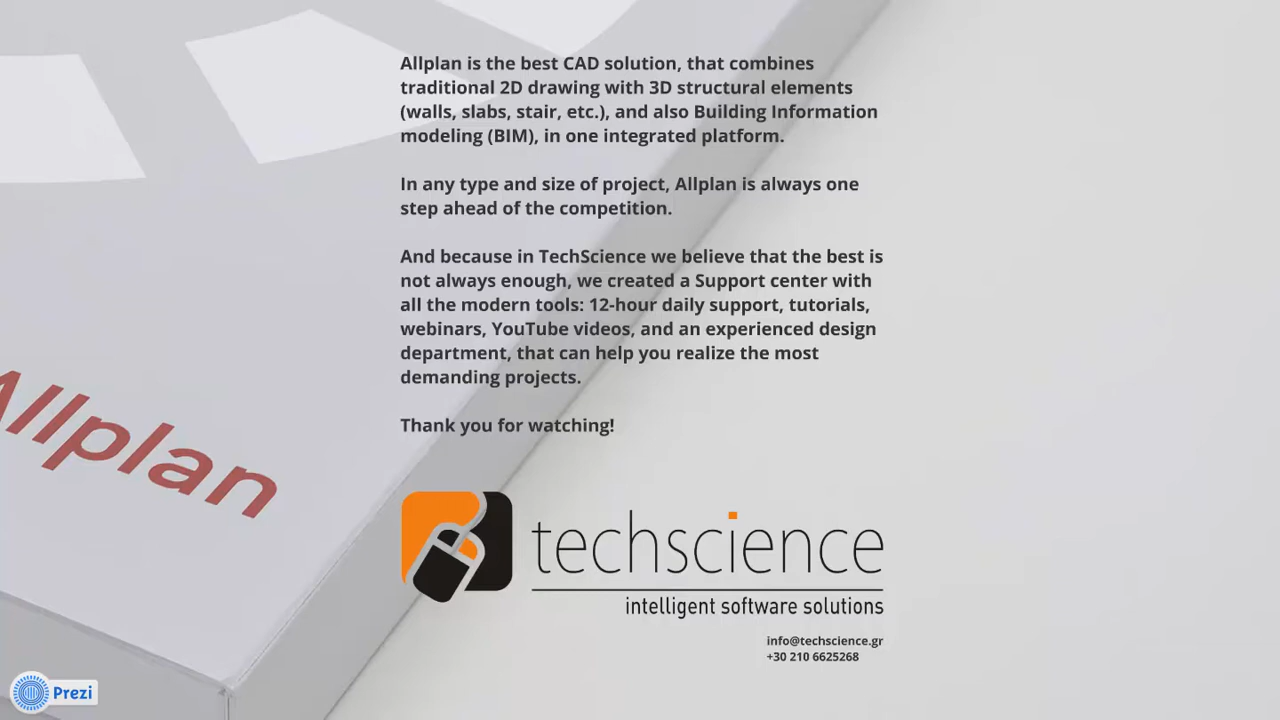 Allplan is the best CAD solution, that combines
traditional 2D drawing with 3D structural elements
(walls, slabs, stair, etc.), and also Building Information
modeling (BIM), in one integrated platform.
In any type and size of project, Allplan is always one
step ahead of the competition.
And because in TechScience we believe that the best is
not always enough, we created a Support center with
all the modern tools: 12-hour daily support, tutorials,
webinars, YouTube videos, and an experienced design
department, that can help you realize the most
demanding projects.
Thank you for watching!
Allplan
techscience
intelligent software solutions
info@techscience.gr
+30 210 6625268
Prezi